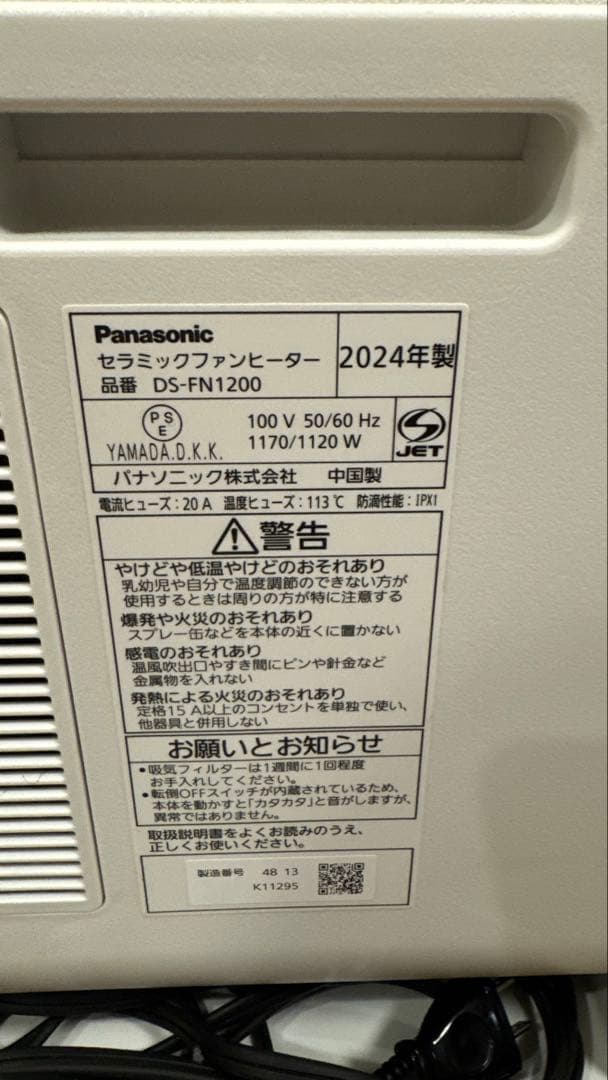 Panasonic
セラミックファンヒーター
品番 DS-FN1200
2024年製
PSE
YAMADA.D.K.K.
100 V 50/60 Hz
1170/1120 W
JET
パナソニック株式会社 中国製
電流ヒューズ：20 A 温度ヒューズ：113℃ 防滴性能：IPX1
警告
やけどや低温やけどのおそれあり
乳幼児や自分で温度調節のできない方が
使用するときは周りの方が特に注意する
爆発や火災のおそれあり
スプレー缶などを本体の近くに置かない
感電のおそれあり
温風吹出口やすき間にピンや針金など
金属物を入れない
発熱による火災のおそれあり
定格15 A以上のコンセントを単独で使い、
他器具と併用しない
お願いとお知らせ
•吸気フィルターは1週間に1回程度
お手入れしてください。
•転倒OFFスイッチが内蔵されているため、
本体を動かすと「カタカタ」と音がしますが、
異常ではありません。
取扱説明書をよくお読みのうえ、
正しくお使いください。
製造番号 48 13
K11295